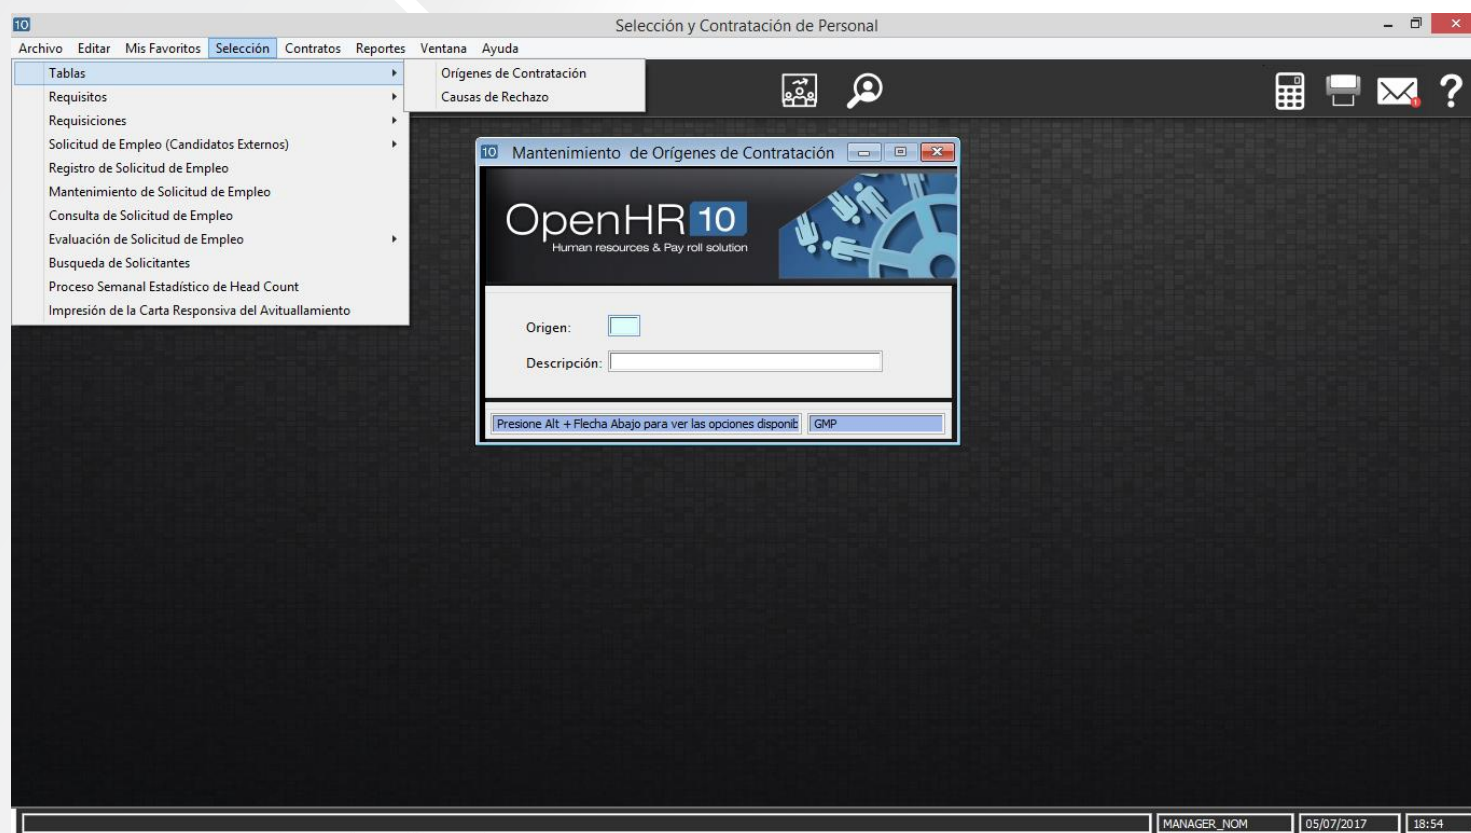 10 Selección y Contratación de Personal
Archivo Editar Mis Favoritos Selección Contratos Reportes Ventana Ayuda
Tablas
Requisitos
Requisiciones
Solicitud de Empleo (Candidatos Externos)
Registro de Solicitud de Empleo
Mantenimiento de Solicitud de Empleo
Consulta de Solicitud de Empleo
Evaluación de Solicitud de Empleo
Busqueda de Solicitantes
Proceso Semanal Estadístico de Head Count
Impresión de la Carta Responsiva del Avituallamiento
Orígenes de Contratación
Causas de Rechazo
10 Mantenimiento de Orígenes de Contratación
OpenHR 10
Human resources & Pay roll solution
Origen:
Descripción:
Presione Alt + Flecha Abajo para ver las opciones disponib GMP
MANAGER_NOM 05/07/2017 18:54